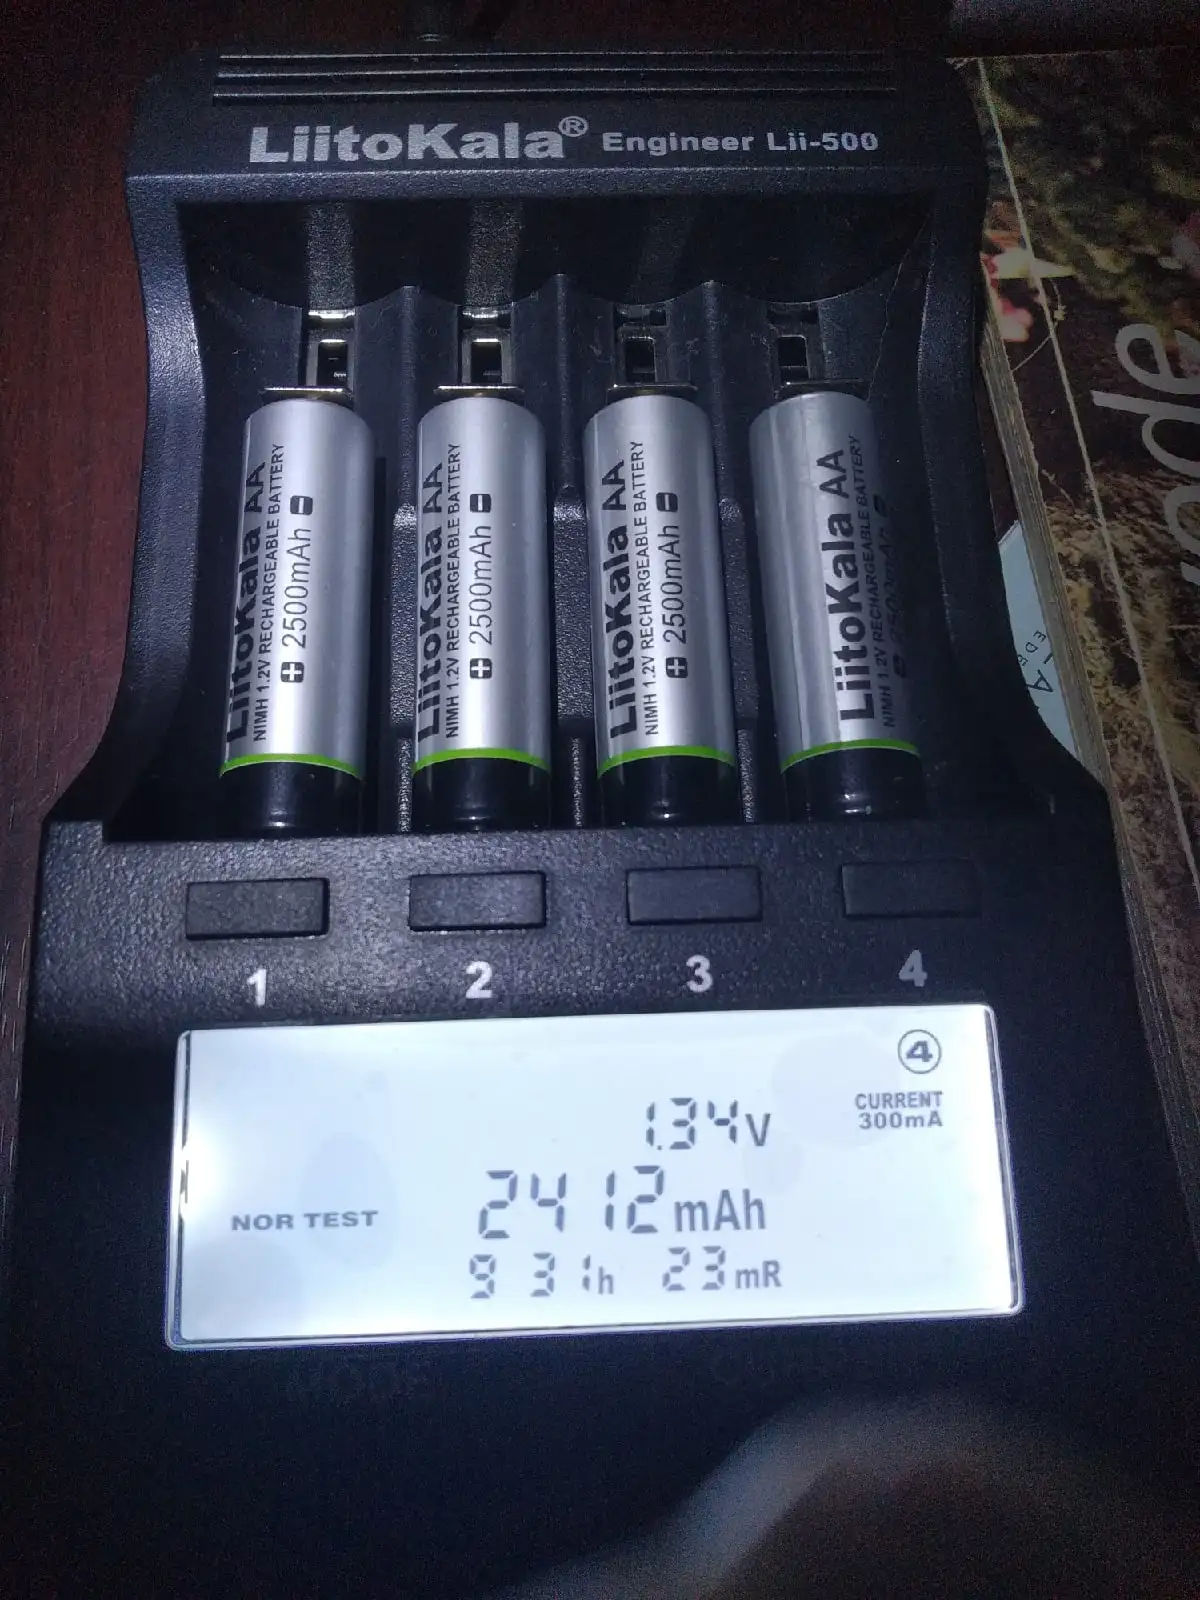 LiitoKala® Engineer Lii-500
LiitoKala AA
NIMH 1.2V RECHARGEABLE BATTERY
+ 2500mAh -
LiitoKala AA
NIMH 1.2V RECHARGEABLE BATTERY
+ 2500mAh -
LiitoKala AA
NIMH 1.2V RECHARGEABLE BATTERY
+ 2500mAh -
LiitoKala AA
NIMH 1.2V RECHARGEABLE BATTERY
+ 2500mAh -
1 2 3 4
④
CURRENT
300mA
1.34V
NOR TEST
2412mAh
9 31h 23mR